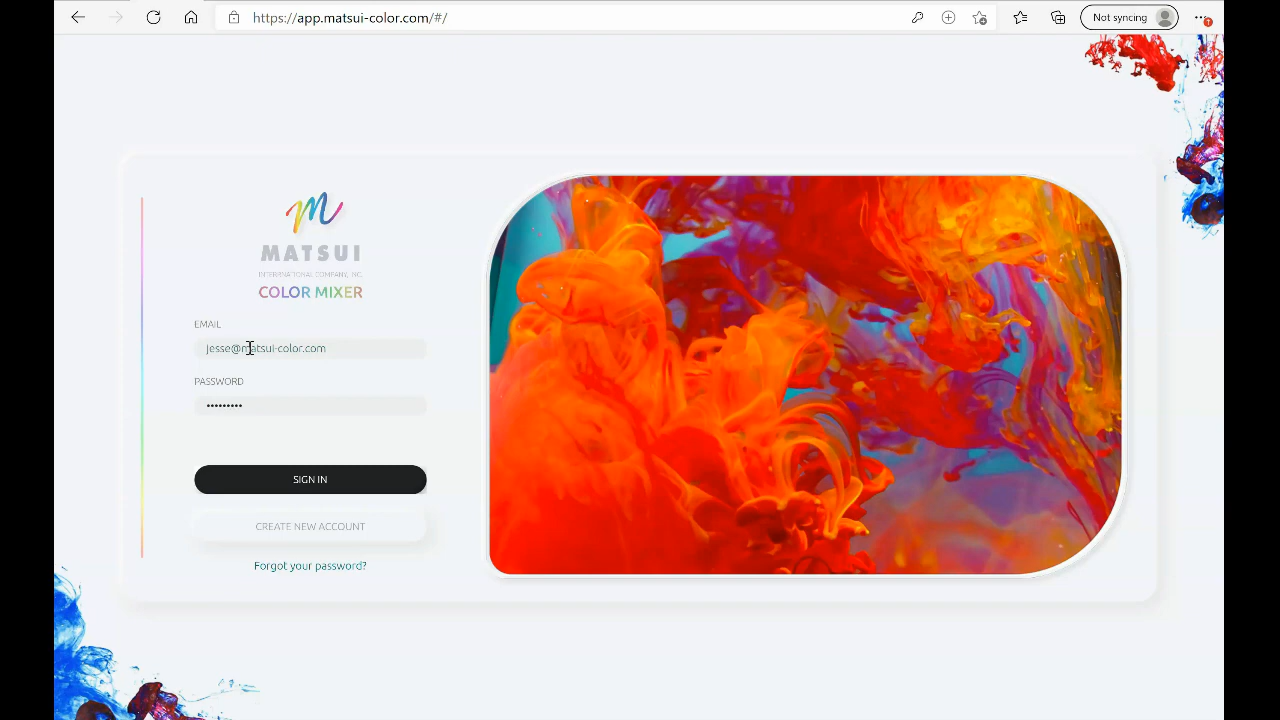 https://app.matsui-color.com/#/
Not syncing
MATSUI
INTERNATIONAL COMPANY, INC.
COLOR MIXER
EMAIL
jesse@matsui-color.com
PASSWORD
•••••••••
SIGN IN
CREATE NEW ACCOUNT
Forgot your password?